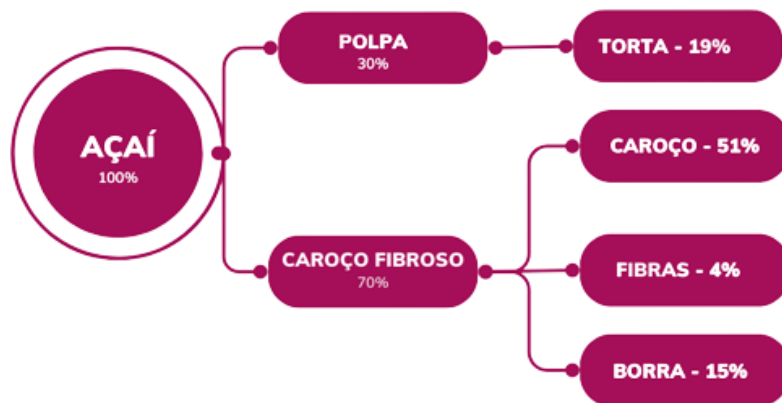 AÇAÍ
100%
POLPA
30%
TORTA - 19%
CAROÇO FIBROSO
70%
CAROÇO - 51%
FIBRAS - 4%
BORRA - 15%